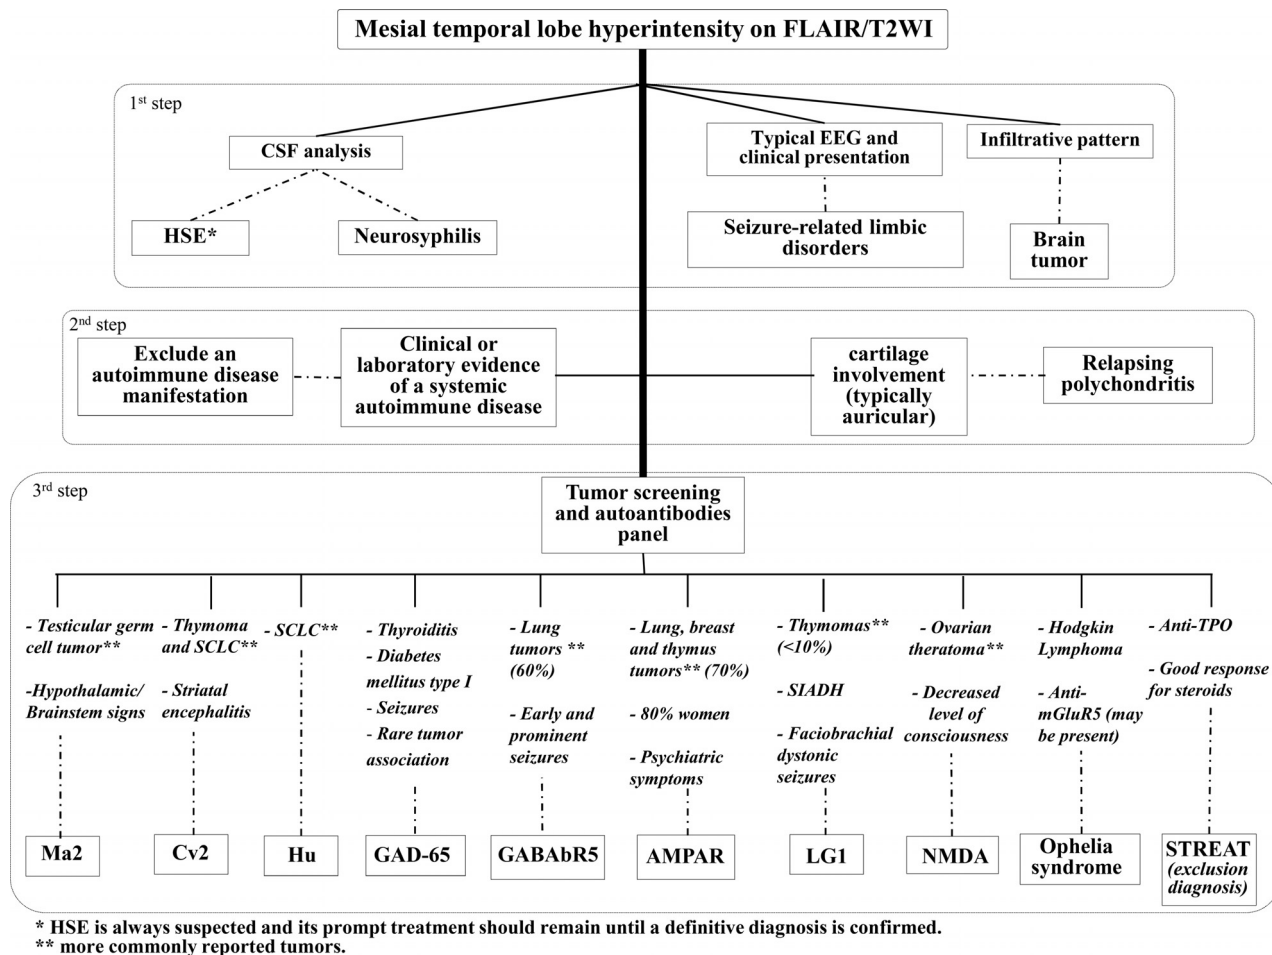 Mesial temporal lobe hyperintensity on FLAIR/T2WI
1st step
CSF analysis
Typical EEG and
clinical presentation
Infiltrative pattern
HSE*
Neurosyphilis
Seizure-related limbic
disorders
Brain
tumor
2nd step
Exclude an
autoimmune disease
manifestation
Clinical or
laboratory evidence
of a systemic
autoimmune disease
cartilage
involvement
(typically
auricular)
Relapsing
polychondritis
3rd step
Tumor screening
and autoantibodies
panel
- Testicular germ
cell tumor**
-Hypothalamic/
Brainstem signs
Ma2
- Thymoma
and SCLC**
- Striatal
encephalitis
Cv2
- SCLC**
Hu
- Thyroiditis
- Diabetes
mellitus type I
- Seizures
- Rare tumor
association
GAD-65
- Lung
tumors **
(60%)
- Early and
prominent
seizures
GABAbR5
- Lung, breast
and thymus
tumors** (70%)
- 80% women
- Psychiatric
symptoms
AMPAR
- Thymomas**
(<10%)
- SIADH
- Faciobrachial
dystonic
seizures
LG1
- Ovarian
theratoma**
- Decreased
level of
consciousness
NMDA
- Hodgkin
Lymphoma
- Anti-
mGluR5 (may
be present)
Ophelia
syndrome
- Anti-TPO
- Good response
for steroids
STREAT
(exclusion
diagnosis)
* HSE is always suspected and its prompt treatment should remain until a definitive diagnosis is confirmed.
** more commonly reported tumors.